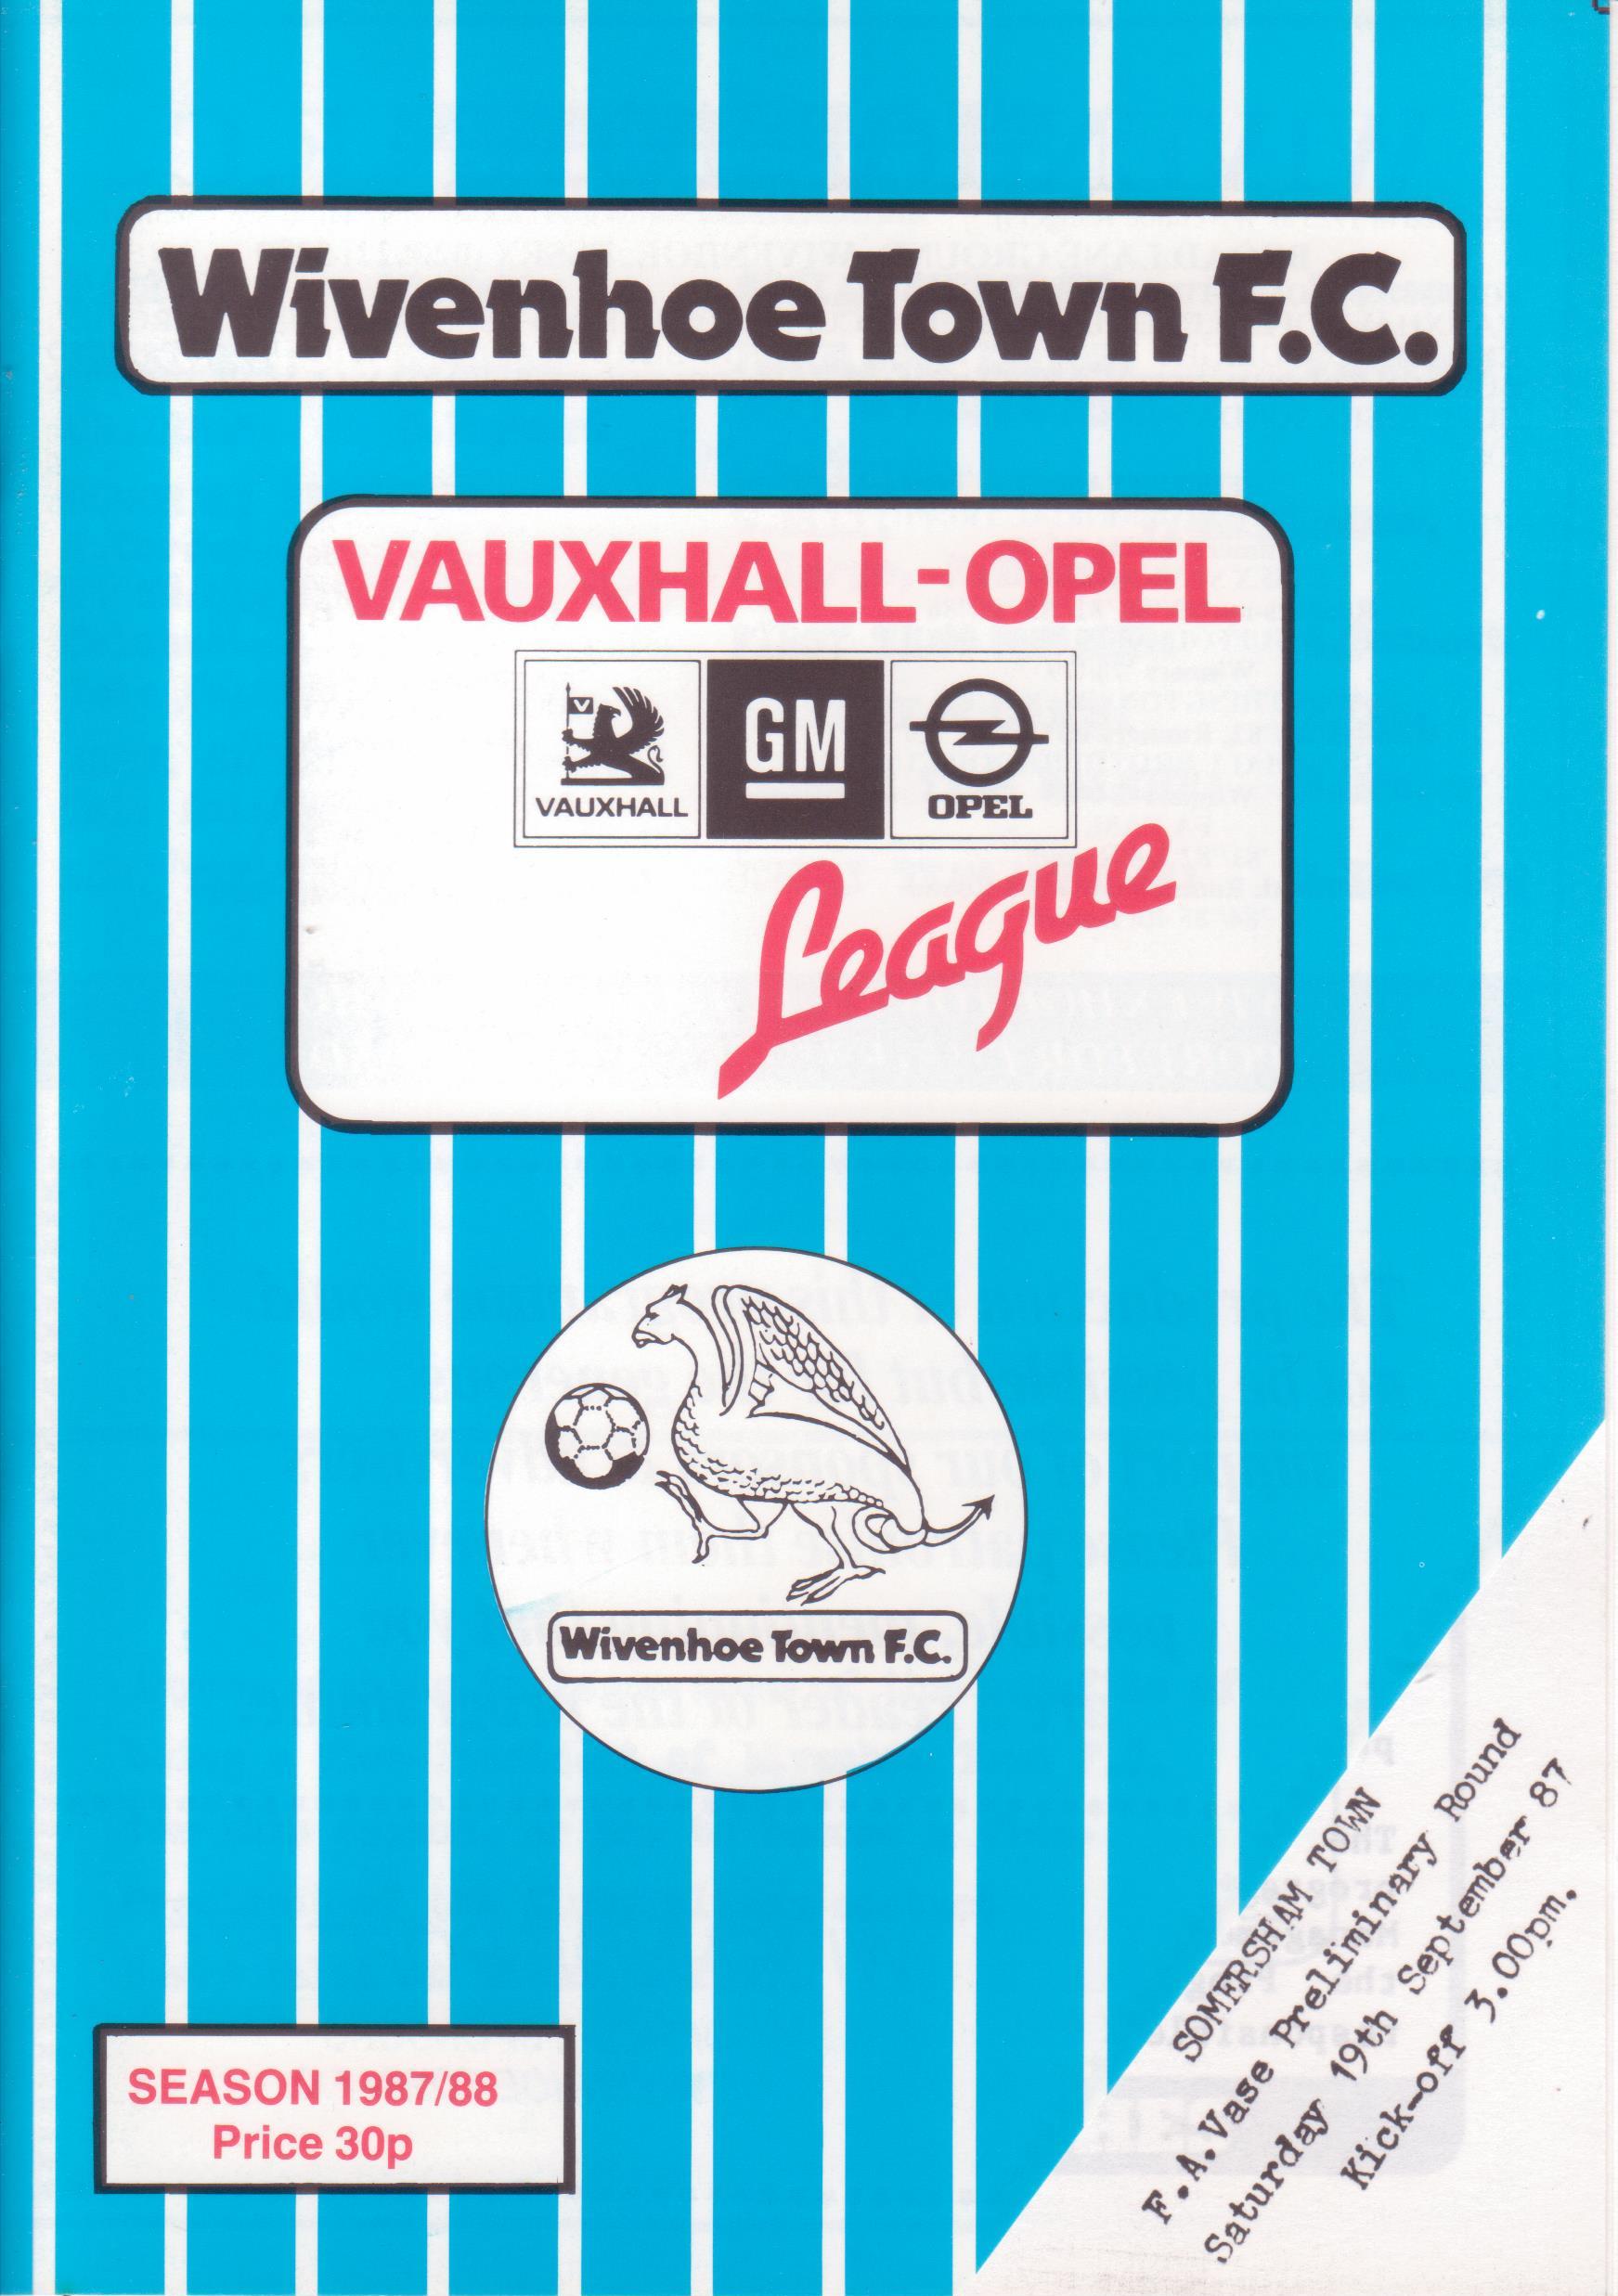 Wivenhoe Town F.C.
VAUXHALL-OPEL
V
VAUXHALL
GM
OPEL
League
Wivenhoe Town F.C.
SEASON 1987/88
Price 30p
SOMERSHAM TOWN
F.A.Vase Preliminary Round
Saturday 19th September 87
Kick-off 3.00pm.